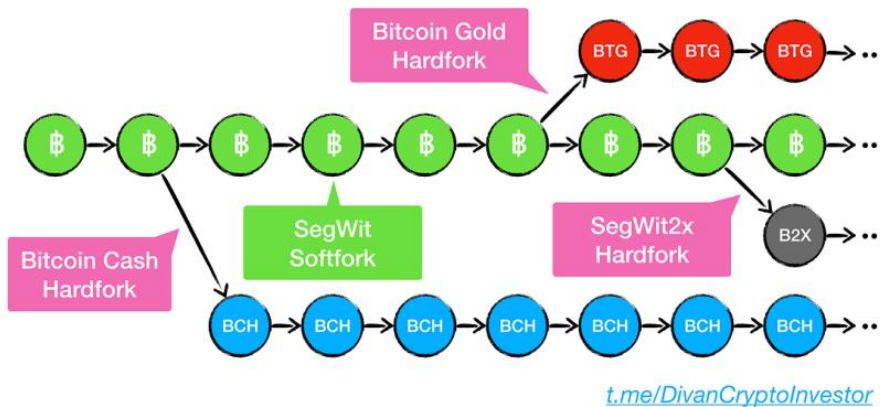 Bitcoin Gold
Hardfork
BTG BTG BTG
฿ ฿ ฿ ฿ ฿ ฿ ฿ ฿ ฿
SegWit
Softfork
SegWit2x
Hardfork
B2X
Bitcoin Cash
Hardfork
BCH BCH BCH BCH BCH BCH BCH
t.me/DivanCryptoInvestor